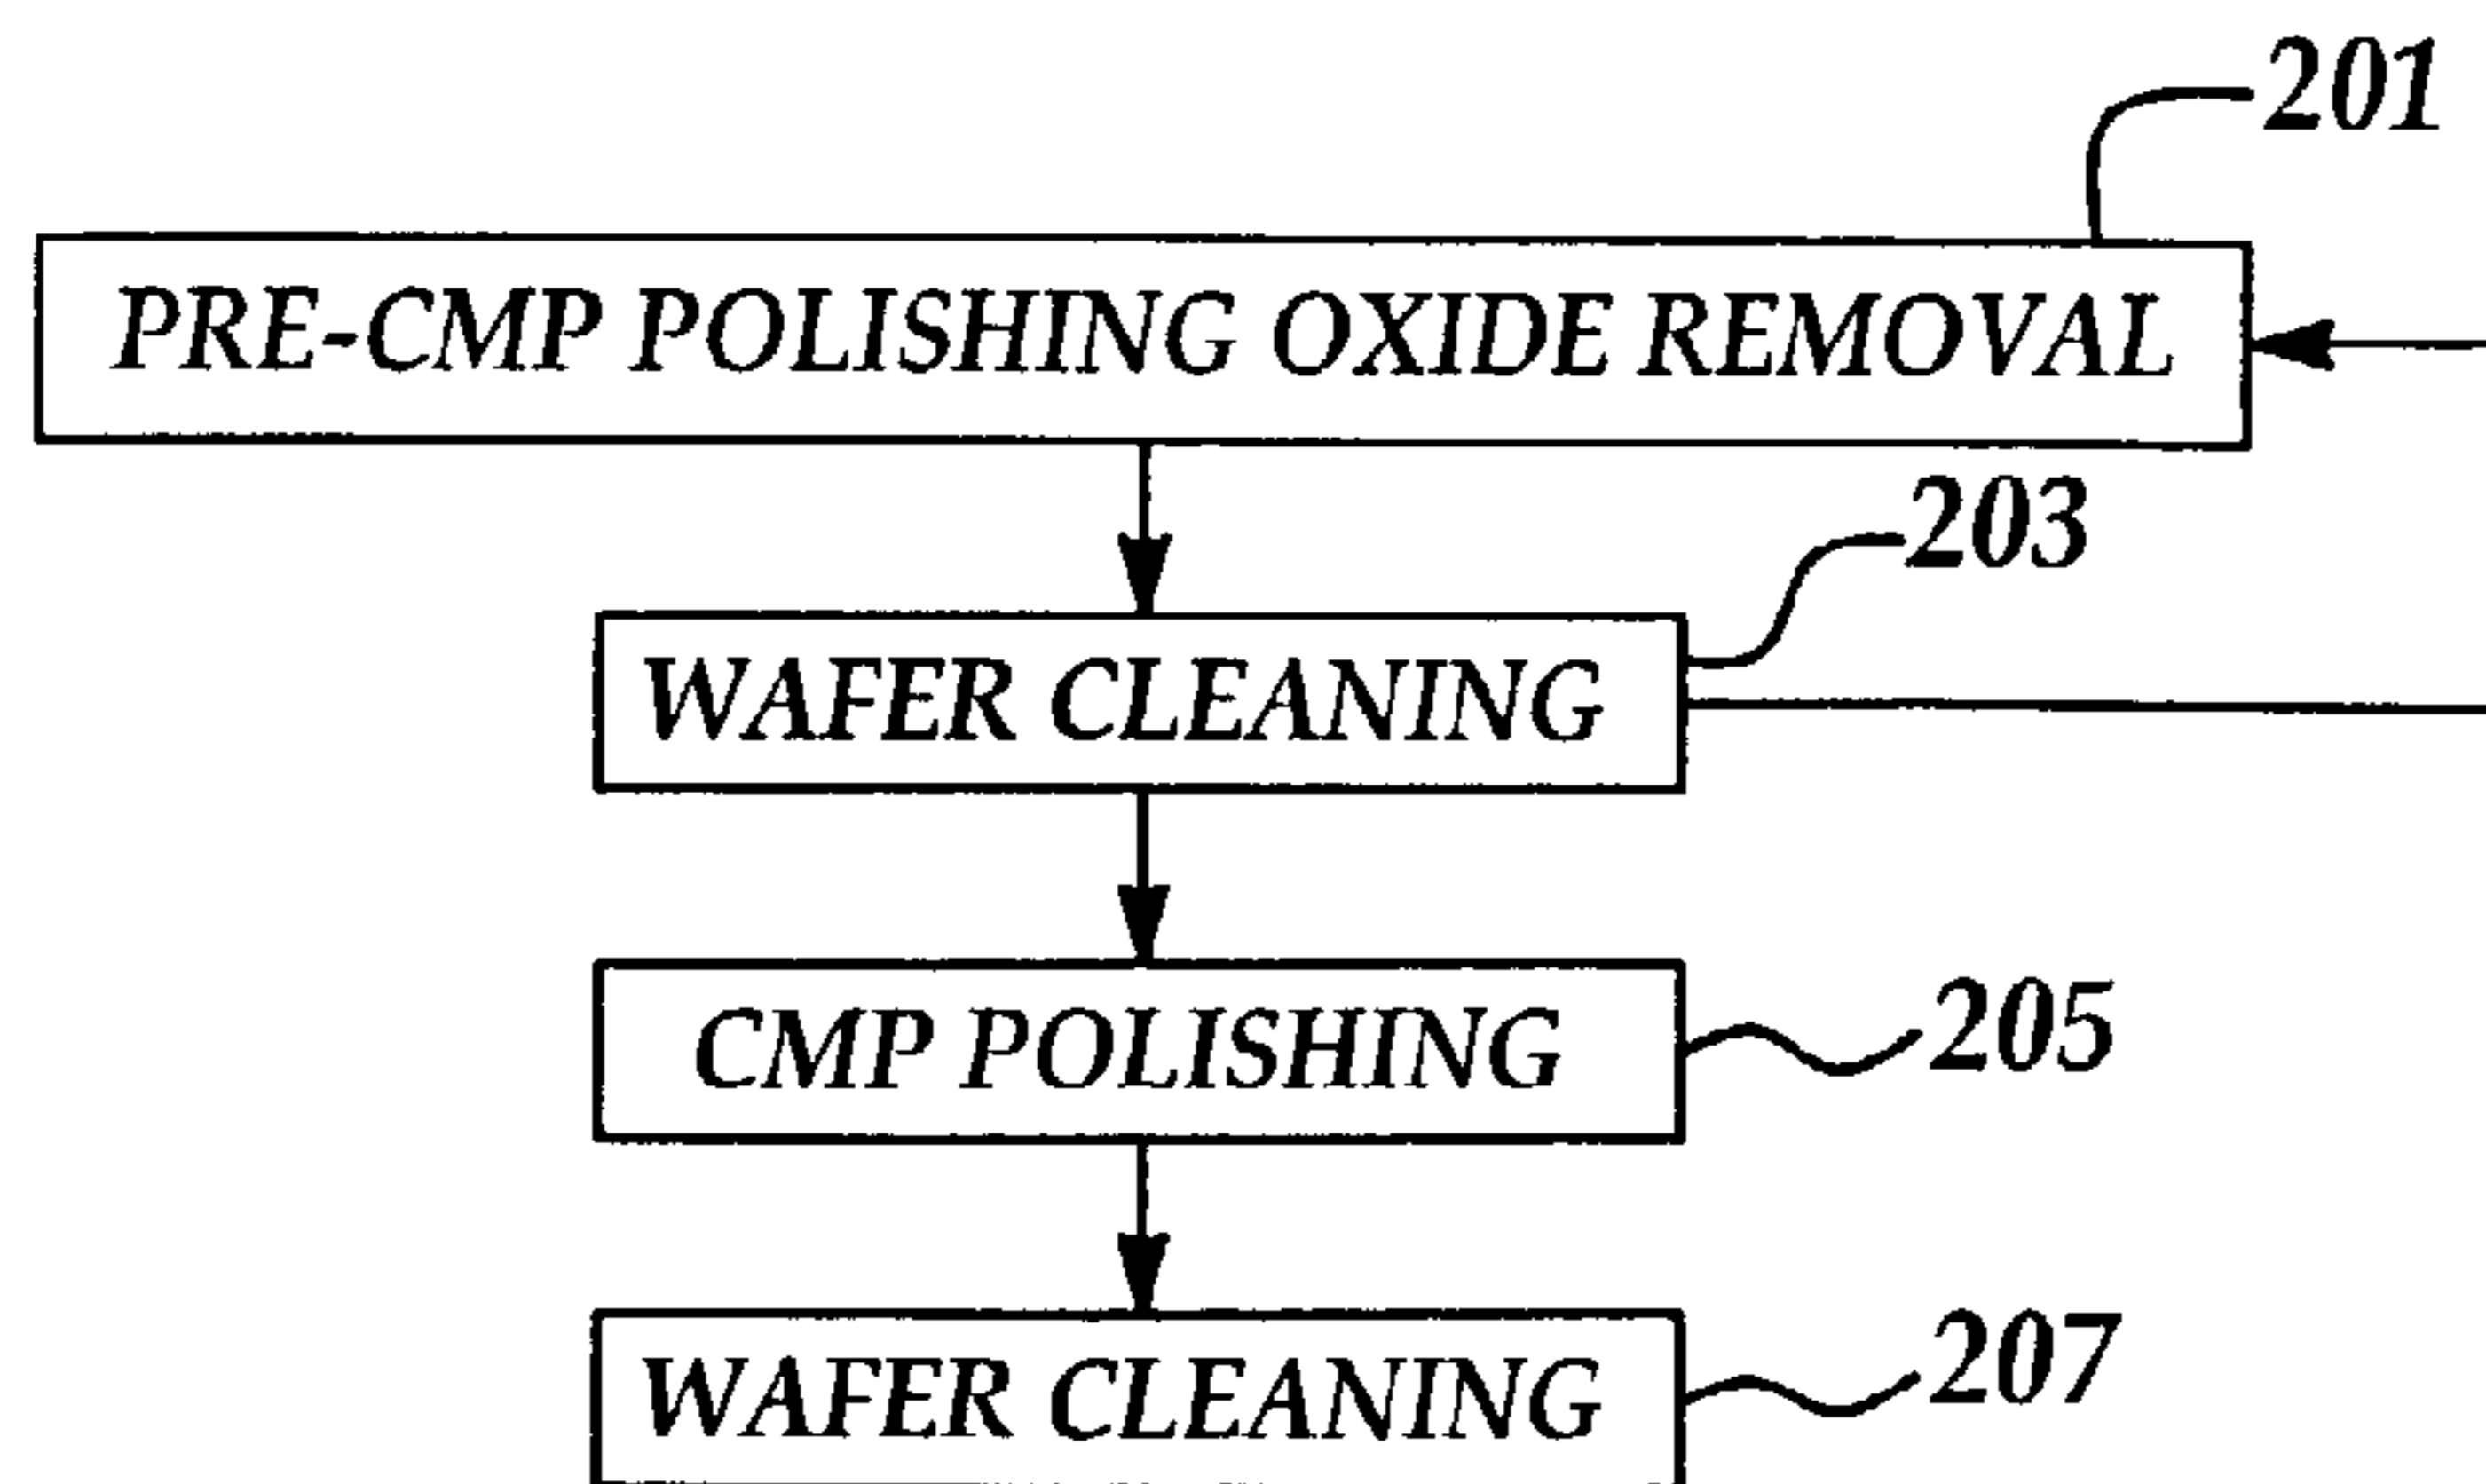 201
PRE-CMP POLISHING OXIDE REMOVAL
203
WAFER CLEANING
CMP POLISHING
205
WAFER CLEANING
207